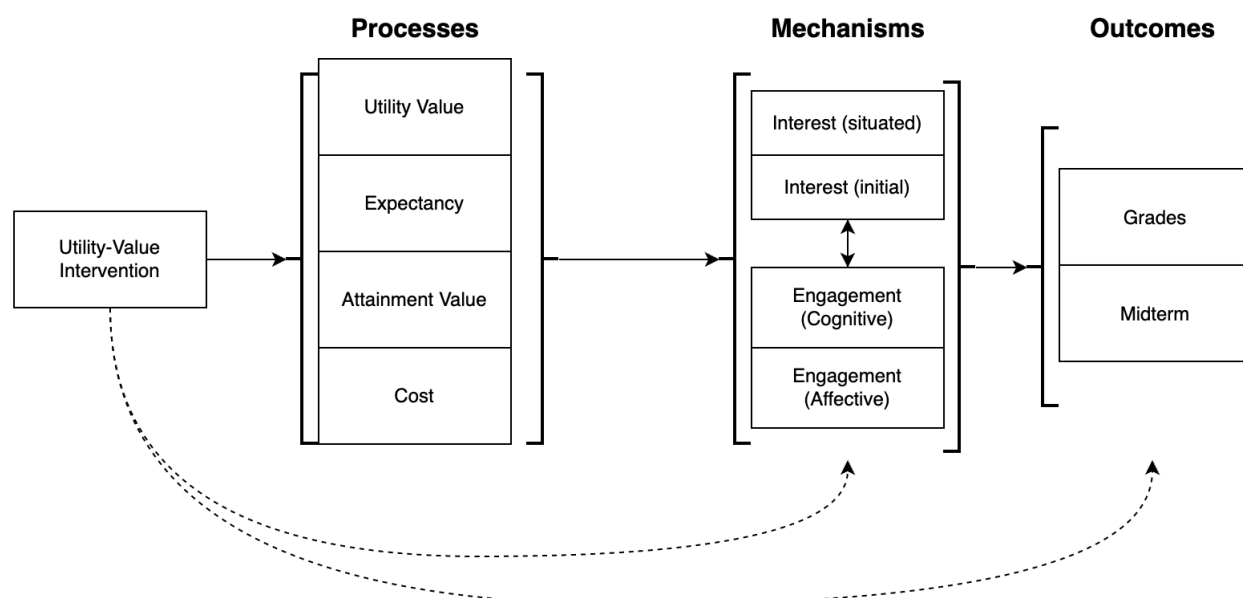 Processes
Mechanisms
Outcomes
Utility-Value
Intervention
Utility Value
Expectancy
Attainment Value
Cost
Interest (situated)
Interest (initial)
Engagement
(Cognitive)
Engagement
(Affective)
Grades
Midterm